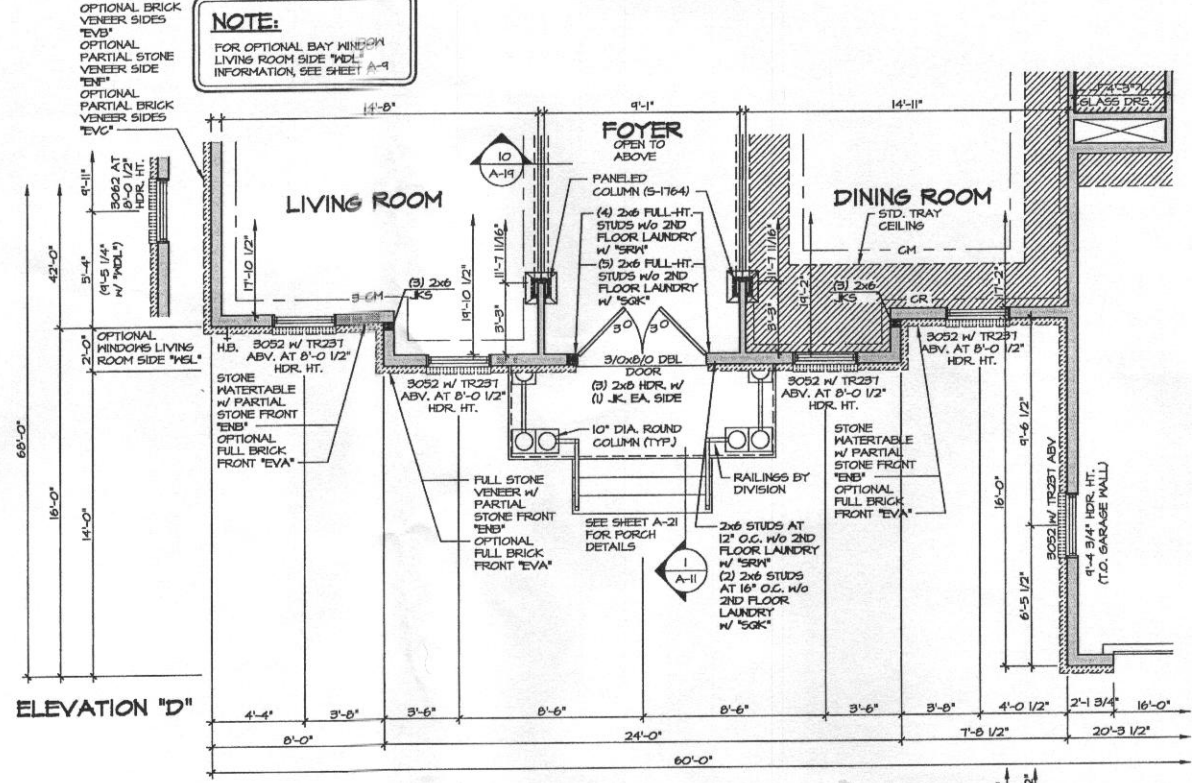 OPTIONAL BRICK
VENEER SIDES
"EVB"
OPTIONAL
PARTIAL STONE
VENEER SIDE
"ENF"
OPTIONAL
PARTIAL BRICK
VENEER SIDES
"EVC"
NOTE:
FOR OPTIONAL BAY WINDOW
LIVING ROOM SIDE "WDL"
INFORMATION, SEE SHEET A-9
14'-8"
9'-1"
14'-11"
GLASS DRS.
FOYER
OPEN TO
ABOVE
10
A-19
LIVING ROOM
DINING ROOM
STD. TRAY
CEILING
CM
PANELED
COLUMN (S-1764)
(4) 2x6 FULL-HT.
STUDS w/o 2ND
FLOOR LAUNDRY
w/ "SRW"
(5) 2x6 FULL-HT.
STUDS w/o 2ND
FLOOR LAUNDRY
w/ "SGK"
9'-11"
3062 AT
8'-0 1/2"
HDR. HT.
5'-4"
(9'-5 1/4"
w/ "WDL")
42'-0"
2'-0"
68'-0"
16'-0"
14'-0"
17'-10 1/2"
19'-10 1/2"
11'-7 11/16"
3'-3"
11'-7 11/16"
3'-3"
19'-2"
17'-2"
CM
(3) 2x6
JKS
(3) 2x6
JKS
CR
3'0
3'0
OPTIONAL
WINDOWS LIVING
ROOM SIDE "WSL"
H.B.
3052 W/ TR237
ABV. AT 8'-0 1/2"
HDR. HT.
3052 W/ TR237
ABV. AT 8'-0 1/2"
HDR. HT.
3/0x8/0 DBL
DOOR
(3) 2x8 HDR. w/
(1) JK. EA. SIDE
3052 W/ TR237
ABV. AT 8'-0 1/2"
HDR. HT.
3052 W/ TR237
ABV. AT 8'-0 1/2"
HDR. HT.
STONE
WATERTABLE
w/ PARTIAL
STONE FRONT
"ENB"
OPTIONAL
FULL BRICK
FRONT "EVA"
10" DIA. ROUND
COLUMN (TYP.)
FULL STONE
VENEER w/
PARTIAL
STONE FRONT
"ENB"
OPTIONAL
FULL BRICK
FRONT "EVA"
SEE SHEET A-21
FOR PORCH
DETAILS
RAILINGS BY
DIVISION
1
A-11
2x6 STUDS AT
12" O.C. w/o 2ND
FLOOR LAUNDRY
w/ "SRW"
(2) 2x6 STUDS
AT 16" O.C. w/o
2ND FLOOR
LAUNDRY
w/ "SGK"
STONE
WATERTABLE
w/ PARTIAL
STONE FRONT
"ENB"
OPTIONAL
FULL BRICK
FRONT "EVA"
9'-6 1/2"
16'-0"
6'-5 1/2"
3052 W/ TR237 ABV
9'-4 3/4" HDR. HT.
(T.O. GARAGE WALL)
ELEVATION "D"
4'-4"
3'-8"
3'-6"
8'-6"
8'-6"
3'-6"
3'-8"
4'-0 1/2"
2'-1 3/4"
16'-0"
8'-0"
24'-0"
7'-8 1/2"
20'-3 1/2"
60'-0"